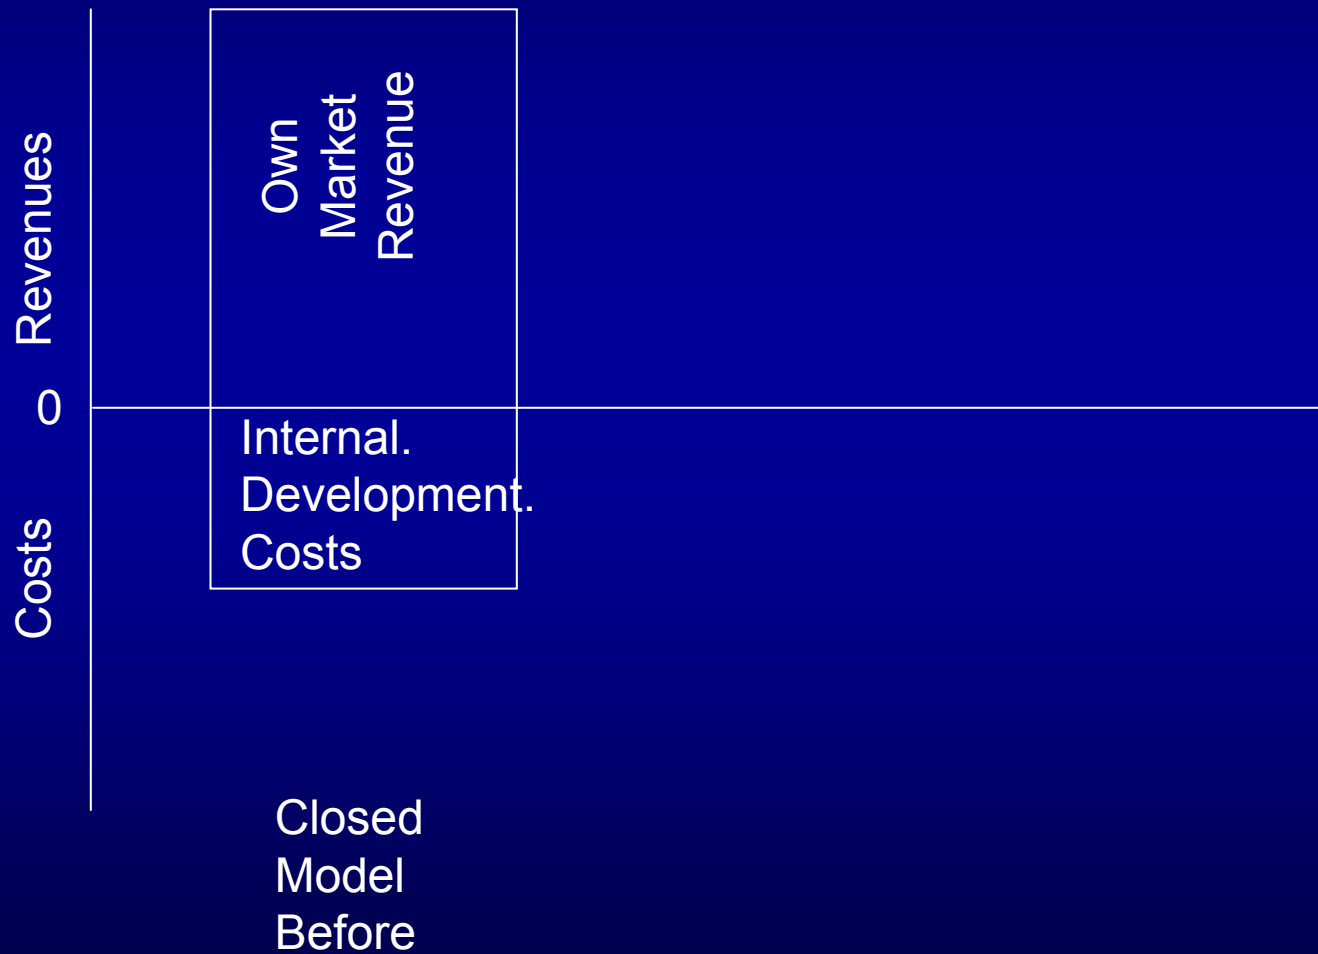 Revenues
Own
Market
Revenue
0
Internal.
Development.
Costs
Costs
Closed
Model
Before